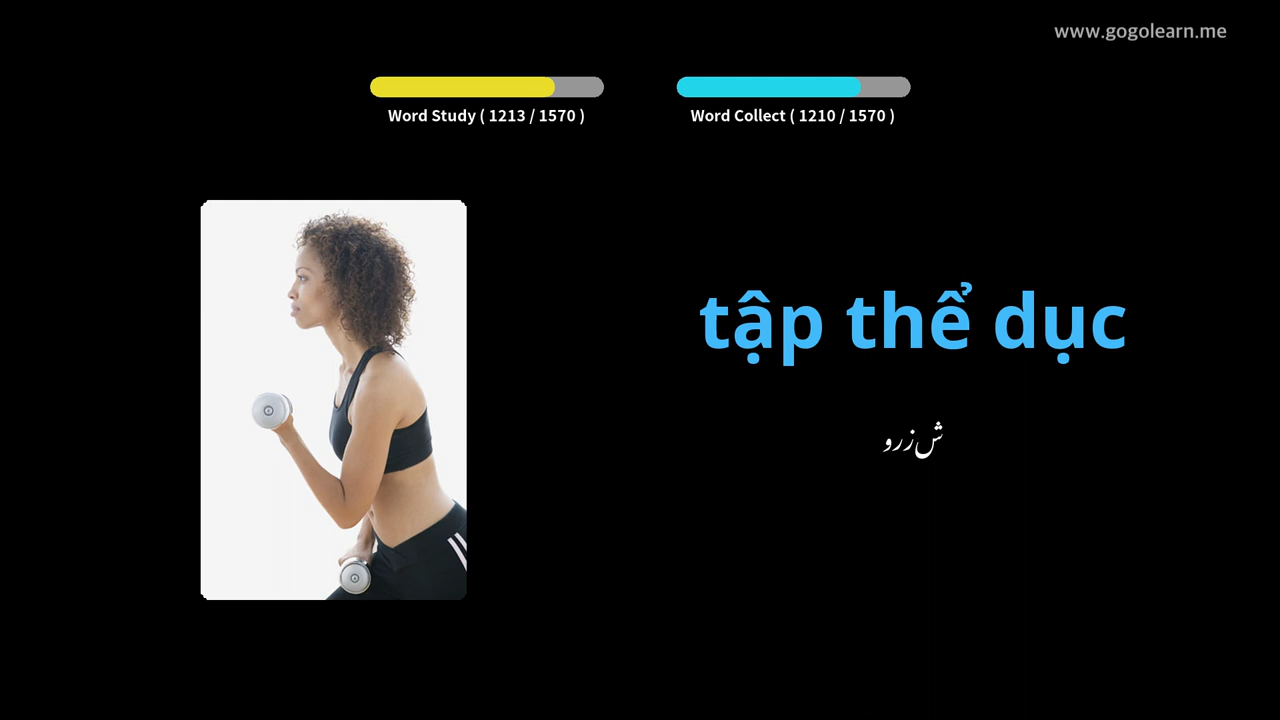 www.gogolearn.me
Word Study ( 1213 / 1570 )
Word Collect ( 1210 / 1570 )
tập thể dục
ش‌زرو